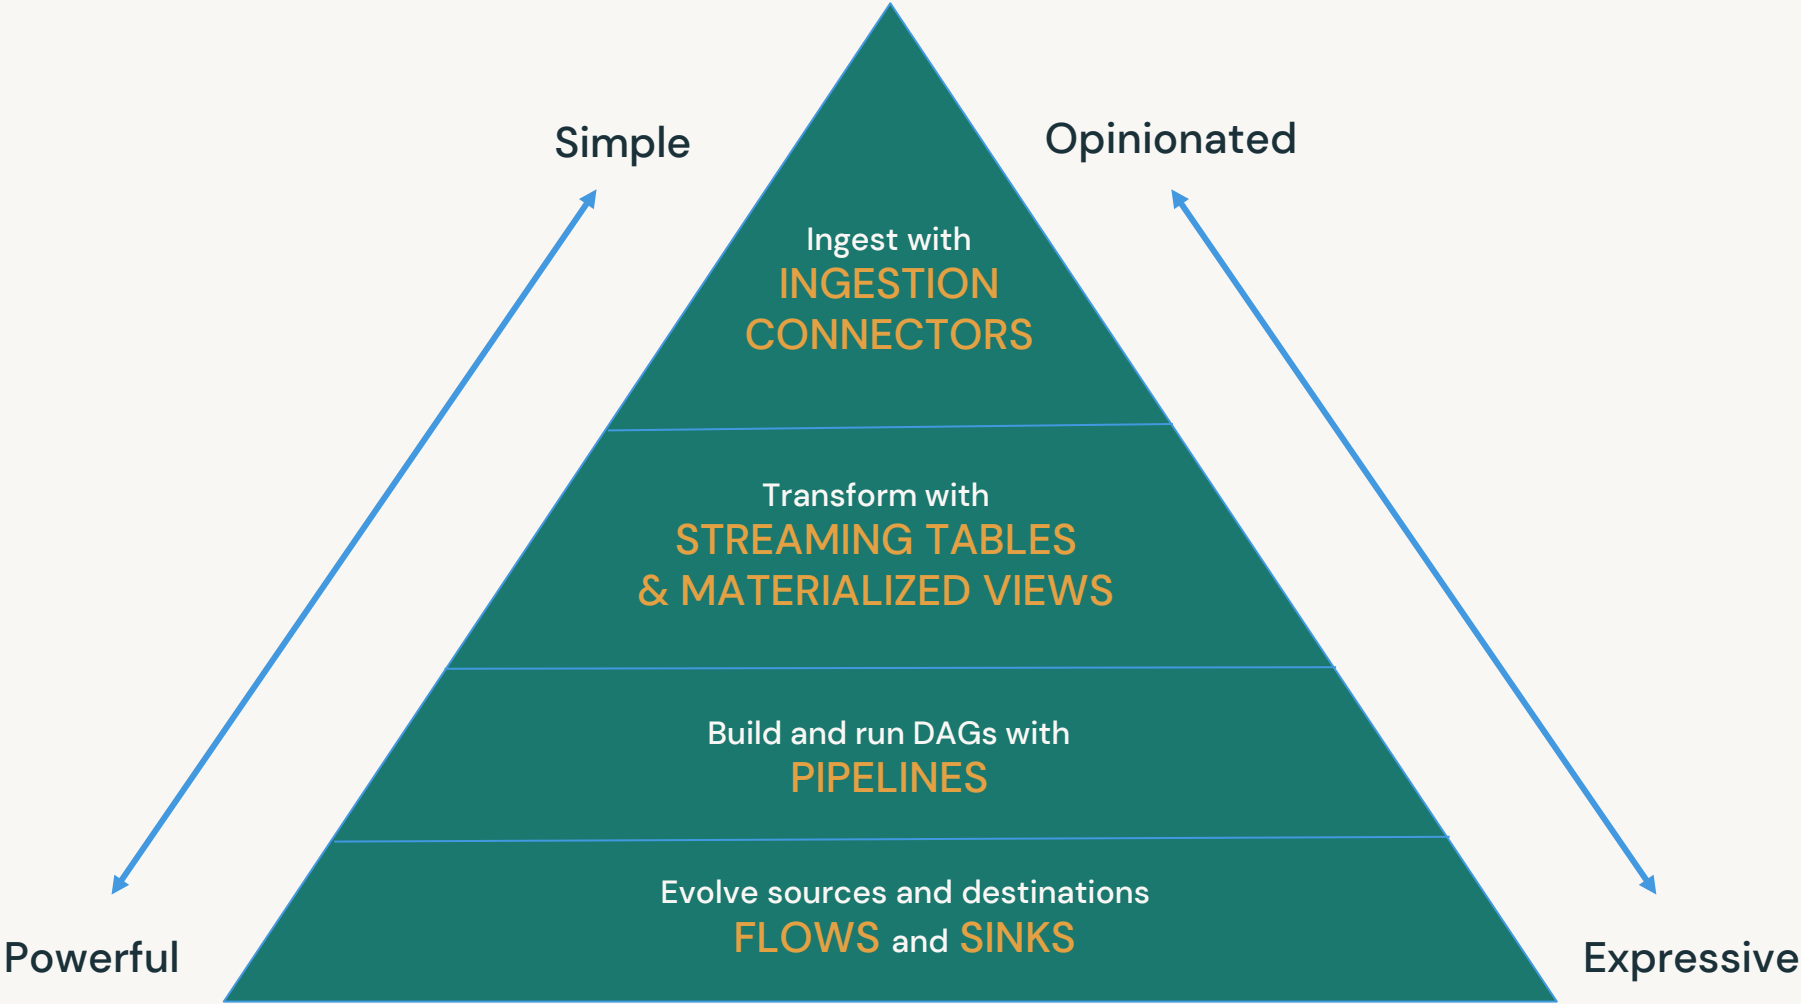 Simple
Opinionated
Ingest with
INGESTION
CONNECTORS
Transform with
STREAMING TABLES
& MATERIALIZED VIEWS
Build and run DAGs with
PIPELINES
Evolve sources and destinations
FLOWS and SINKS
Powerful
Expressive